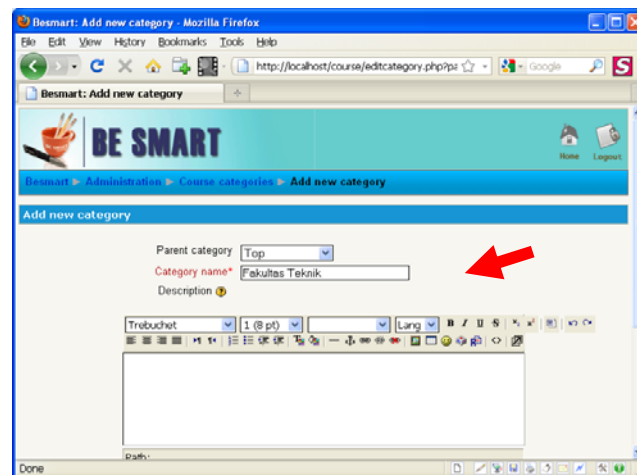 Besmart: Add new category - Mozilla Firefox
File Edit View History Bookmarks Tools Help
http://localhost/course/editcategory.php?pa
Google
S
Besmart: Add new category
BE SMART
Home Logout
Besmart Administration Course categories Add new category
Add new category
Parent category Top
Category name* Fakultas Teknik
Description
Trebuchet 1 (8 pt) Lang B I U S
Path:
Done